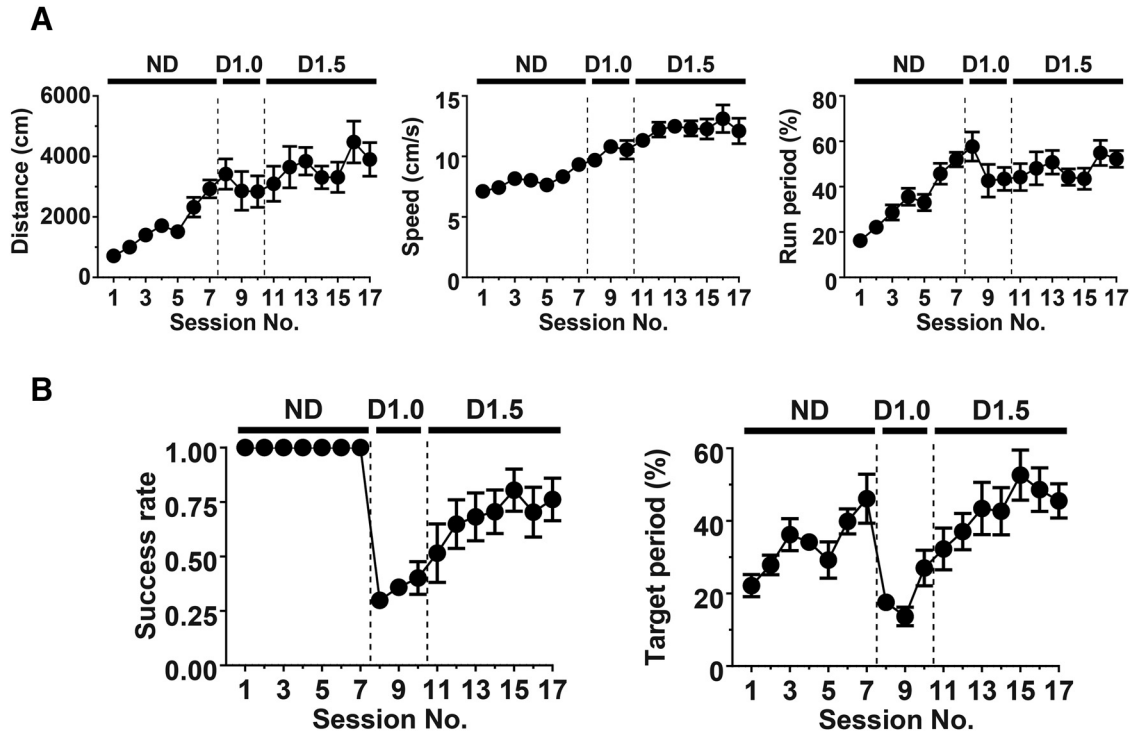 A
ND D1.0 D1.5
Distance (cm)
6000
4000
2000
0
1 3 5 7 9 11 13 15 17
Session No.
ND D1.0 D1.5
Speed (cm/s)
15
10
5
0
1 3 5 7 9 11 13 15 17
Session No.
ND D1.0 D1.5
Run period (%)
80
60
40
20
0
1 3 5 7 9 11 13 15 17
Session No.
B
ND D1.0 D1.5
Success rate
1.00
0.75
0.50
0.25
0.00
1 3 5 7 9 11 13 15 17
Session No.
ND D1.0 D1.5
Target period (%)
60
40
20
0
1 3 5 7 9 11 13 15 17
Session No.